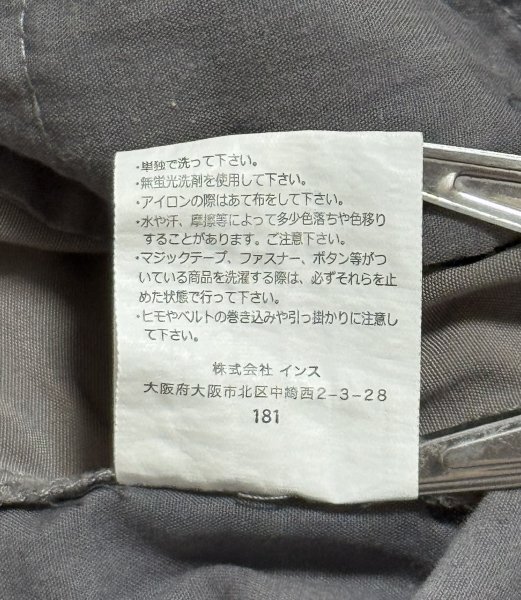 ・単独で洗って下さい。
・無蛍光洗剤を使用して下さい。
・アイロンの際はあて布をして下さい。
・水や汗、摩擦等によって多少色落ちや色移り
することがあります。ご注意下さい。
・マジックテープ、ファスナー、ボタン等がつ
いている商品を洗濯する際は、必ずそれらを止
めた状態で行って下さい。
・ヒモやベルトの巻き込みや引っ掛かりに注意し
て下さい。
株式会社 インス
大阪府大阪市北区中崎西2-3-28
181